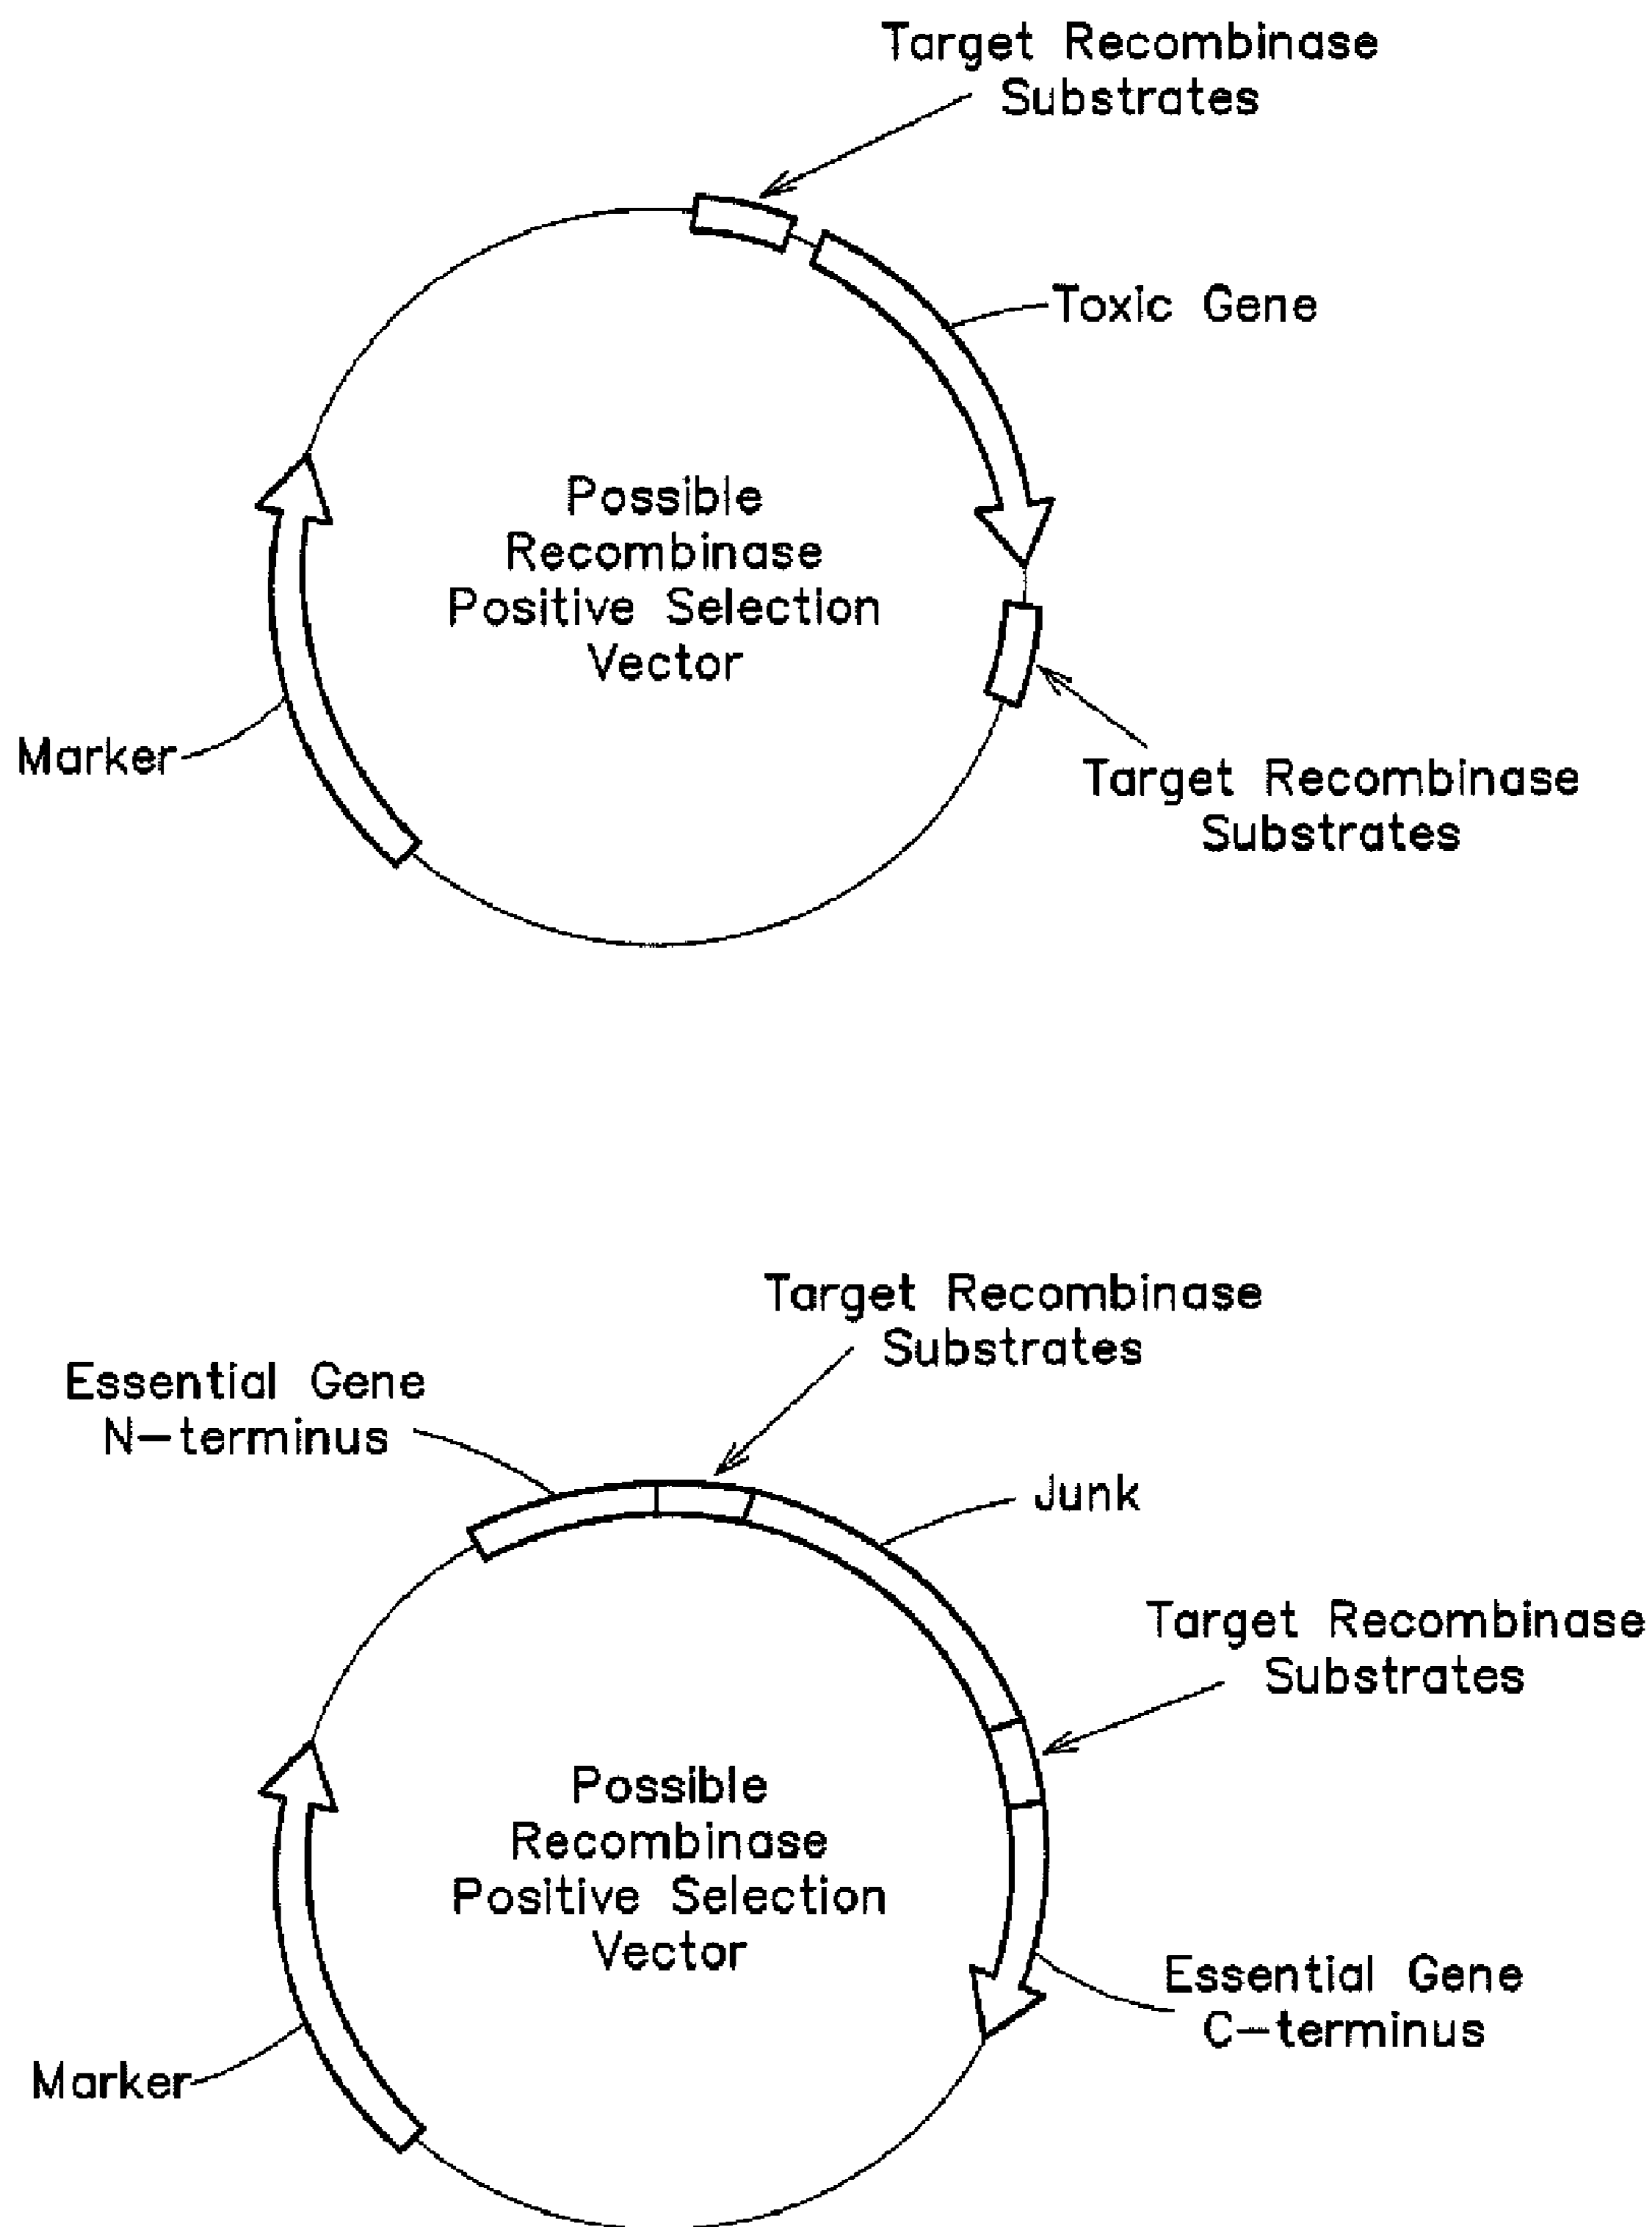 Target Recombinase
Substrates
Toxic Gene
Possible
Recombinase
Positive Selection
Vector
Marker
Target Recombinase
Substrates
Target Recombinase
Substrates
Essential Gene
N-terminus
Junk
Target Recombinase
Substrates
Possible
Recombinase
Positive Selection
Vector
Essential Gene
C-terminus
Marker